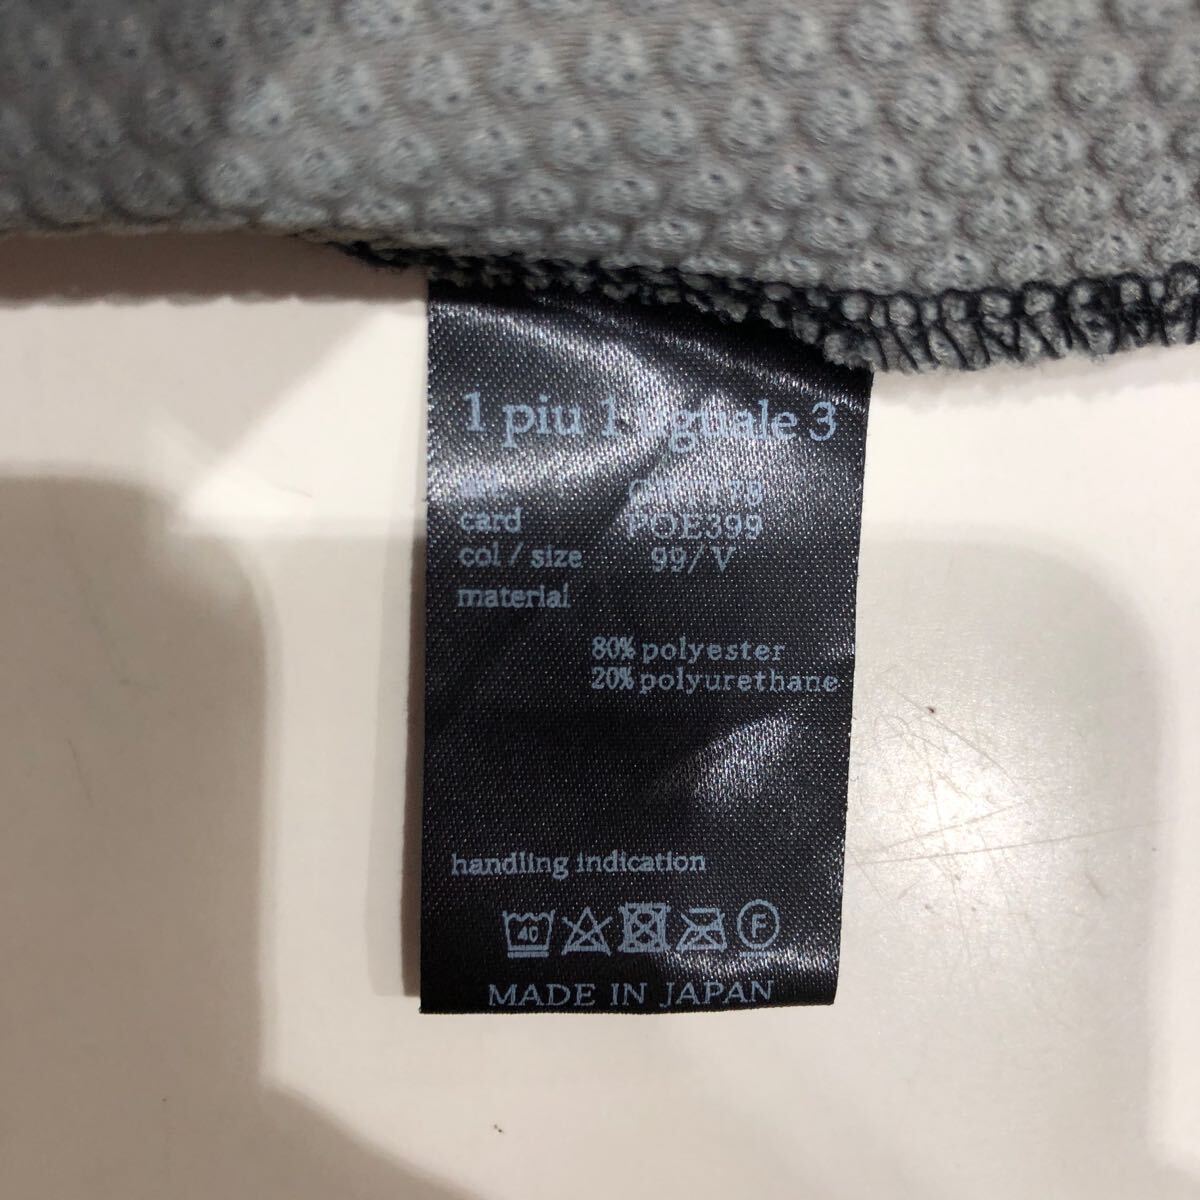 1 piu 1 uguale 3
card POE399
col / size 99/V
material
80% polyester
20% polyurethane
handling indication
40 F
MADE IN JAPAN